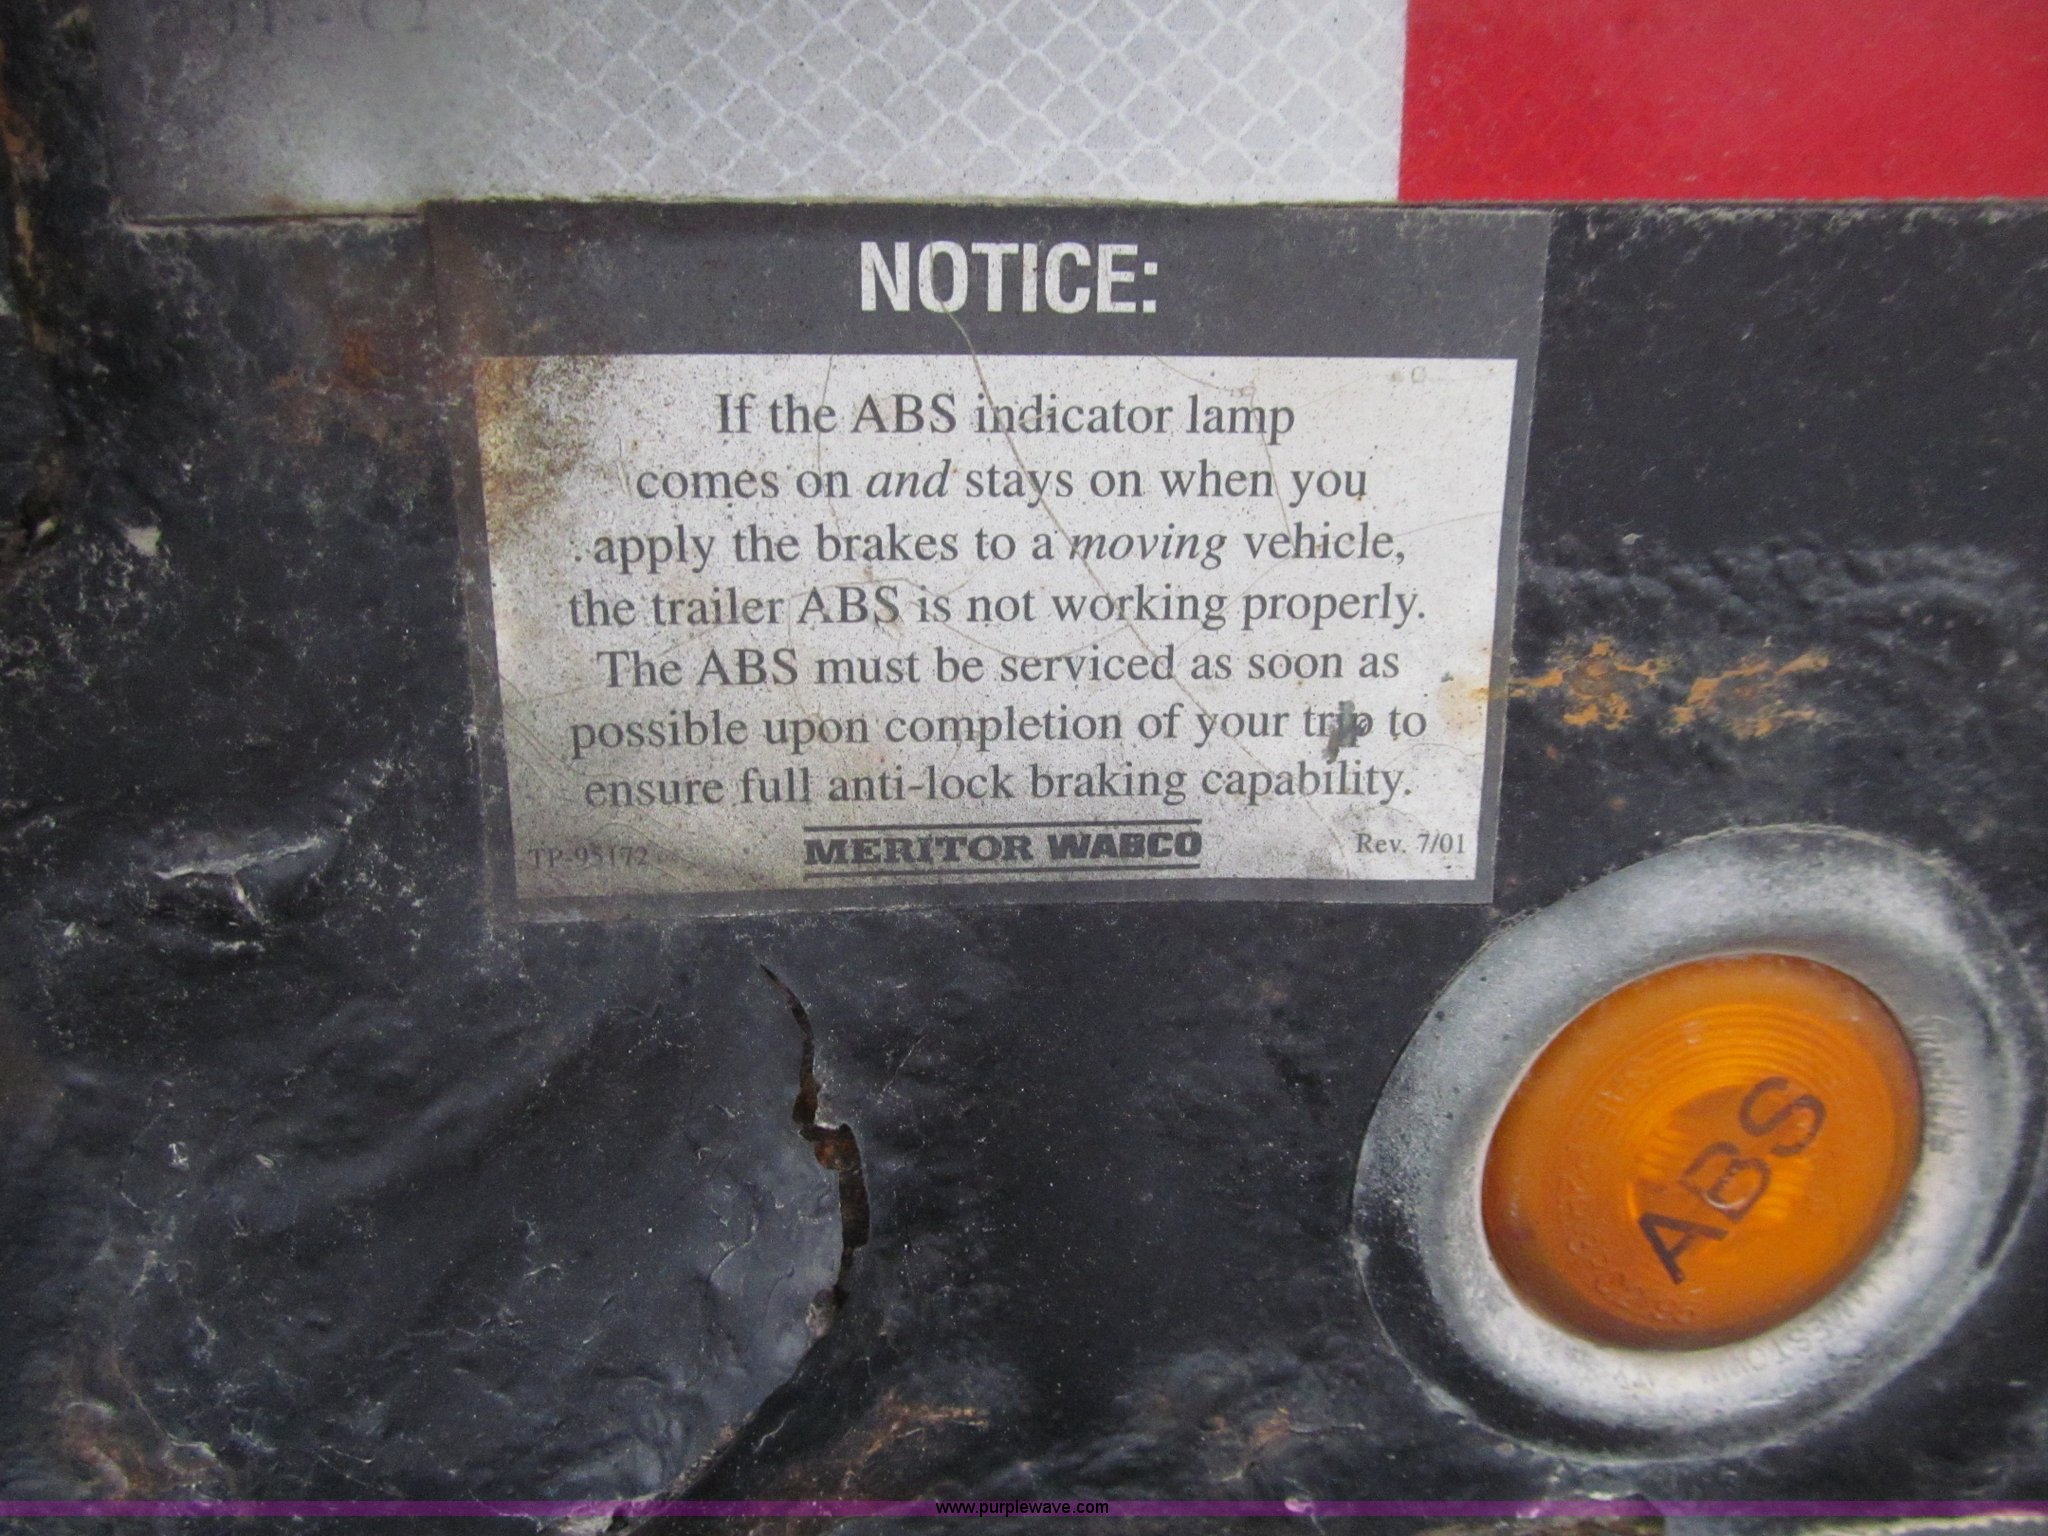 NOTICE:
If the ABS indicator lamp
comes on and stays on when you
apply the brakes to a moving vehicle,
the trailer ABS is not working properly.
The ABS must be serviced as soon as
possible upon completion of your trip to
ensure full anti-lock braking capability.
TP-95172 MERITOR WABCO Rev. 7/01
ABS
www.purplewave.com